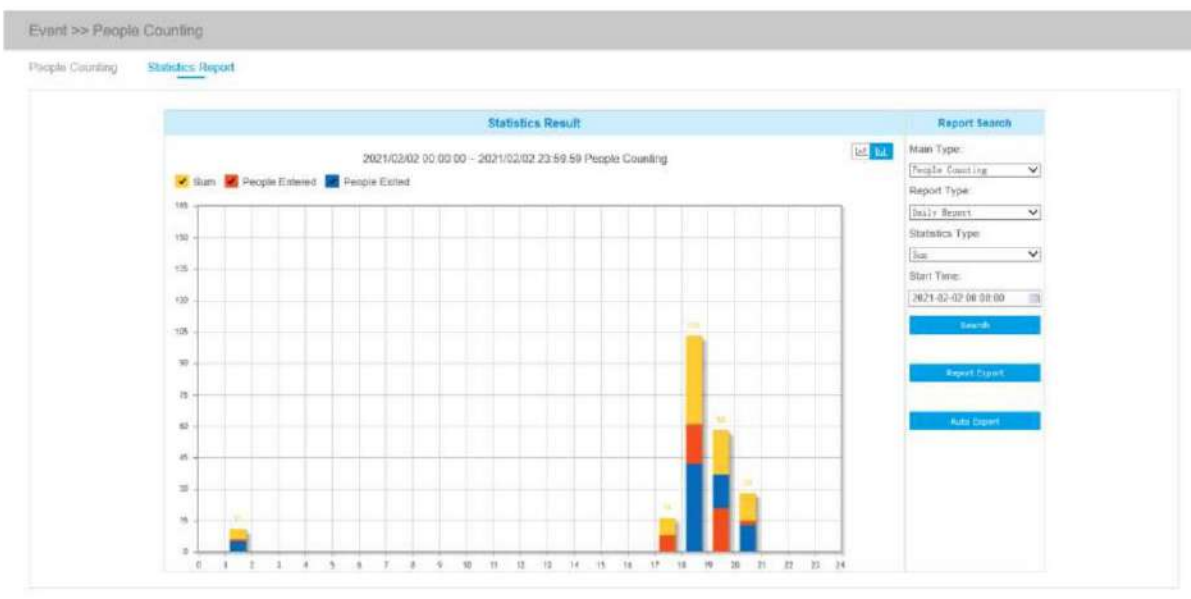 Event >> People Counting
People Counting
Statistics Report
Statistics Result
2021/02/02 00:00:00 - 2021/02/02 23:59:59 People Counting
Sum People Entered People Exited
165
150
135
120
105
90
75
60
45
30
15
0
0 1 2 3 4 5 6 7 8 9 10 11 12 13 14 15 16 17 18 19 20 21 22 23 24
Report Search
Main Type:
People Counting
Report Type:
Daily Report
Statistics Type:
Sum
Start Time:
2021-02-02 00:00:00
Search
Report Export
Auto Export